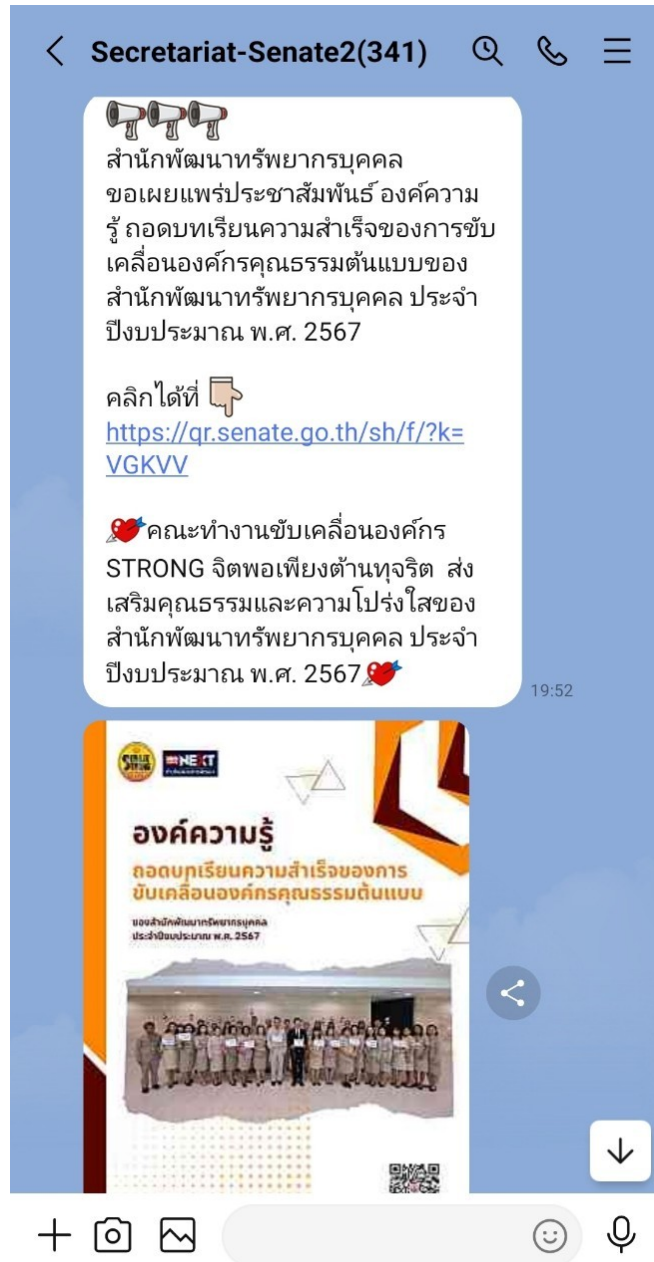 Secretariat-Senate2(341)
สำนักพัฒนาทรัพยากรบุคคล
ขอเผยแพร่ประชาสัมพันธ์ องค์ความ
รู้ ถอดบทเรียนความสำเร็จของการขับ
เคลื่อนองค์กรคุณธรรมต้นแบบของ
สำนักพัฒนาทรัพยากรบุคคล ประจำ
ปีงบประมาณ พ.ศ. 2567
คลิกได้ที่
https://qr.senate.go.th/sh/f/?k=
VGKVV
คณะทำงานขับเคลื่อนองค์กร
STRONG จิตพอเพียงต้านทุจริต ส่ง
เสริมคุณธรรมและความโปร่งใสของ
สำนักพัฒนาทรัพยากรบุคคล ประจำ
ปีงบประมาณ พ.ศ. 2567
19:52
NEXT
องค์ความรู้
ถอดบทเรียนความสำเร็จของการ
ขับเคลื่อนองค์กรคุณธรรมต้นแบบ
ของสำนักพัฒนาทรัพยากรบุคคล
ประจำปีงบประมาณ พ.ศ. 2567